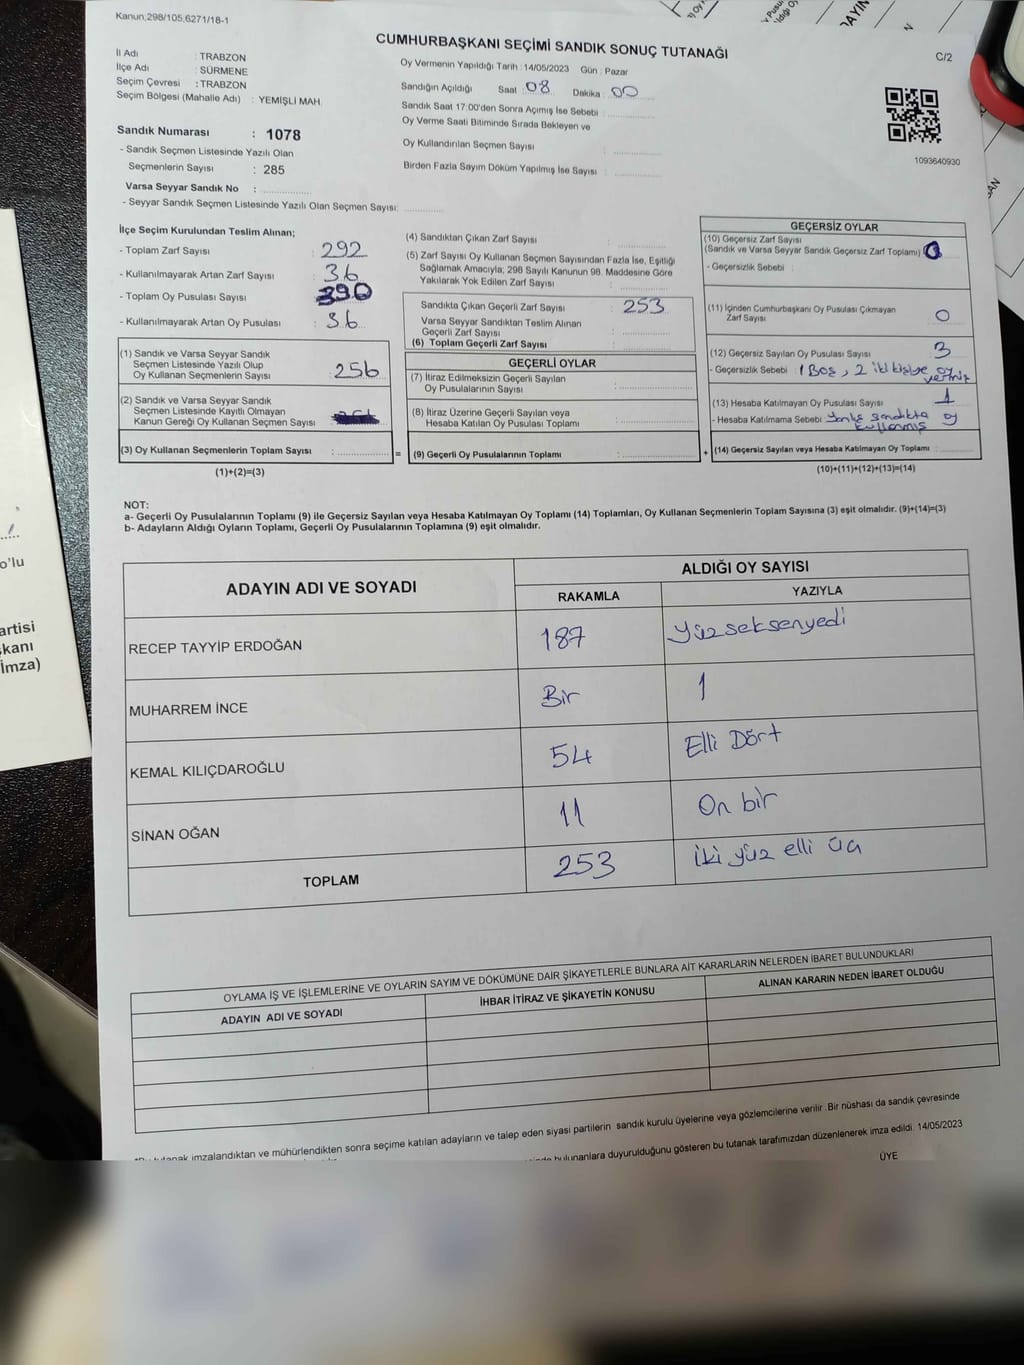 Kanun,298/105,6271/18-1
CUMHURBAŞKANI SEÇİMİ SANDIK SONUÇ TUTANAĞI
C/2
İl Adı : TRABZON
İlçe Adı : SÜRMENE
Seçim Çevresi : TRABZON
Seçim Bölgesi (Mahalle Adı) : YEMİŞLİ MAH.
Sandık Numarası : 1078
- Sandık Seçmen Listesinde Yazılı Olan
Seçmenlerin Sayısı : 285
Varsa Seyyar Sandık No :
- Seyyar Sandık Seçmen Listesinde Yazılı Olan Seçmen Sayısı:
Oy Vermenin Yapıldığı Tarih : 14/05/2023 Gün : Pazar
Sandığın Açıldığı Saat 08 Dakika 00
Sandık Saat 17:00'den Sonra Açımış İse Sebebi :
Oy Verme Saati Bitiminde Sırada Bekleyen ve
Oy Kullandırılan Seçmen Sayısı :
Birden Fazla Sayım Döküm Yapılmış İse Sayısı :
1093640930
İlçe Seçim Kurulundan Teslim Alınan;
- Toplam Zarf Sayısı : 292
- Kullanılmayarak Artan Zarf Sayısı : 36
- Toplam Oy Pusulası Sayısı : 390
- Kullanılmayarak Artan Oy Pusulası : 36
(1) Sandık ve Varsa Seyyar Sandık
Seçmen Listesinde Yazılı Olup
Oy Kullanan Seçmenlerin Sayısı : 256
(2) Sandık ve Varsa Seyyar Sandık
Seçmen Listesinde Kayıtlı Olmayan
Kanun Gereği Oy Kullanan Seçmen Sayısı :
(3) Oy Kullanan Seçmenlerin Toplam Sayısı :
(1)+(2)=(3)
(4) Sandıktan Çıkan Zarf Sayısı :
(5) Zarf Sayısı Oy Kullanan Seçmen Sayısından Fazla İse, Eşitliği
Sağlamak Amacıyla; 298 Sayılı Kanunun 98. Maddesine Göre
Yakılarak Yok Edilen Zarf Sayısı :
Sandıkta Çıkan Geçerli Zarf Sayısı : 253
Varsa Seyyar Sandıktan Teslim Alınan
Geçerli Zarf Sayısı :
(6) Toplam Geçerli Zarf Sayısı :
GEÇERLİ OYLAR
(7) İtiraz Edilmeksizin Geçerli Sayılan
Oy Pusulalarının Sayısı :
(8) İtiraz Üzerine Geçerli Sayılan veya
Hesaba Katılan Oy Pusulası Toplamı :
= (9) Geçerli Oy Pusulalarının Toplamı :
GEÇERSİZ OYLAR
(10) Geçersiz Zarf Sayısı
(Sandık ve Varsa Seyyar Sandık Geçersiz Zarf Toplamı)
- Geçersizlik Sebebi :
(11) İçinden Cumhurbaşkanı Oy Pusulası Çıkmayan
Zarf Sayısı : 0
(12) Geçersiz Sayılan Oy Pusulası Sayısı : 3
- Geçersizlik Sebebi : 1 Boş, 2 iki kişiye oy
vermiş
(13) Hesaba Katılmayan Oy Pusulası Sayısı : 1
- Hesaba Katılmama Sebebi : Yanlış sandıkta oy
kullanmış
+ (14) Geçersiz Sayılan veya Hesaba Katılmayan Oy Toplamı :
(10)+(11)+(12)+(13)=(14)
NOT:
a- Geçerli Oy Pusulalarının Toplamı (9) ile Geçersiz Sayılan veya Hesaba Katılmayan Oy Toplamı (14) Toplamları, Oy Kullanan Seçmenlerin Toplam Sayısına (3) eşit olmalıdır. (9)+(14)=(3)
b- Adayların Aldığı Oyların Toplamı, Geçerli Oy Pusulalarının Toplamına (9) eşit olmalıdır.
ADAYIN ADI VE SOYADI
ALDIĞI OY SAYISI
RAKAMLA YAZIYLA
RECEP TAYYİP ERDOĞAN 187 Yüzseksenyedi
MUHARREM İNCE Bir 1
KEMAL KILIÇDAROĞLU 54 Elli Dört
SİNAN OĞAN 11 On bir
TOPLAM 253 İki yüz elli üç
OYLAMA İŞ VE İŞLEMLERİNE VE OYLARIN SAYIM VE DÖKÜMÜNE DAİR ŞİKAYETLERLE BUNLARA AİT KARARLARIN NELERDEN İBARET BULUNDUKLARI
ADAYIN ADI VE SOYADI İHBAR İTİRAZ VE ŞİKAYETİN KONUSU ALINAN KARARIN NEDEN İBARET OLDUĞU
tutanak imzalandıktan ve mühürlendikten sonra seçime katılan adayların ve talep eden siyasi partilerin sandık kurulu üyelerine veya gözlemcilerine verilir. Bir nüshası da sandık çevresinde
bulunanlara duyurulduğunu gösteren bu tutanak tarafımızdan düzenlenerek imza edildi. 14/05/2023
ÜYE
o'lu
artisi
kanı
İmza)